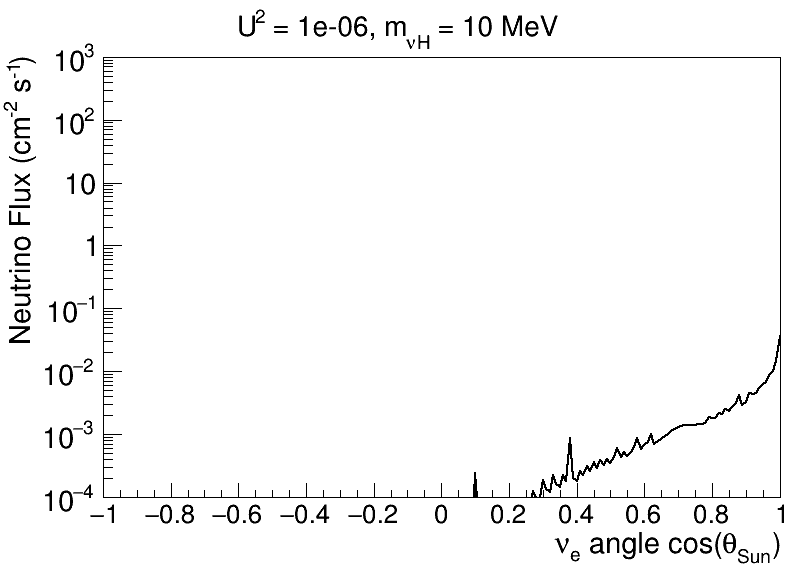 U² = 1e-06, m_νH = 10 MeV
Neutrino Flux (cm⁻² s⁻¹)
10³
10²
10
1
10⁻¹
10⁻²
10⁻³
10⁻⁴
−1 −0.8 −0.6 −0.4 −0.2 0 0.2 0.4 0.6 0.8 1
ν_e angle cos(θ_Sun)